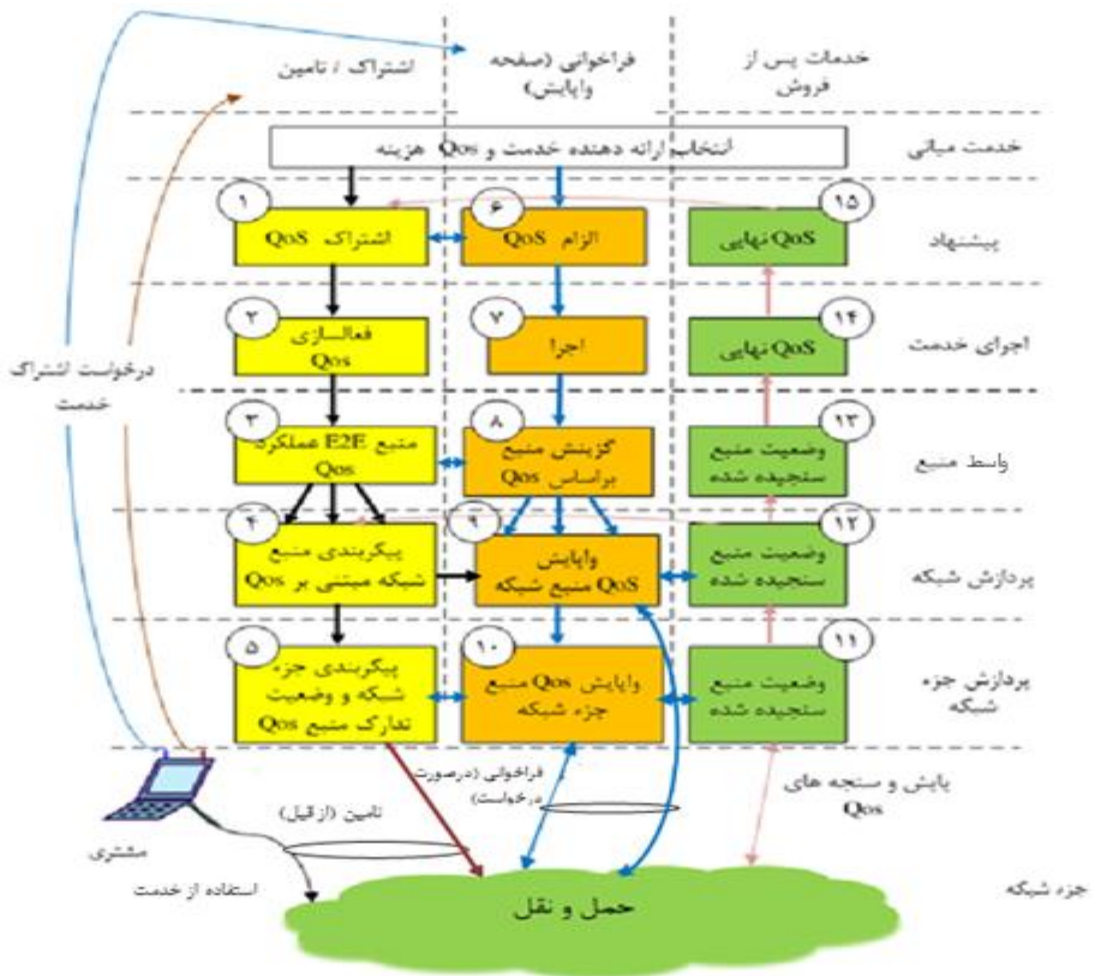 خدمات پس از
فروش
فراخوانی (صفحه
واپایش)
اشتراک / تامین
خدمت میانی
انتخاب ارائه دهنده خدمت و Qos هزینه
پیشنهاد
۱
اشتراک QoS
۶
الزام QoS
۱۵
QoS نهایی
اجرای خدمت
۲
فعالسازی
Qos
۷
اجرا
۱۴
QoS نهایی
درخواست اشتراک
خدمت
واسط منبع
۳
منبع E2E عملکرد
Qos
۸
گزینش منبع
براساس Qos
۱۳
وضعیت منبع
سنجیده شده
پردازش شبکه
۴
پیگربندی منبع
شبکه مبتنی بر Qos
۹
واپایش
QoS منبع شبکه
۱۲
وضعیت منبع
سنجیده شده
پردازش جزء
شبکه
۵
پیگربندی جزء
شبکه و وضعیت
تدارک منبع Qos
۱۰
واپایش Qos منبع
جزء شبکه
۱۱
وضعیت منبع
سنجیده شده
فراخوانی (درصورت
درخواست)
پایش و سنجه های
Qos
تامین (از قبل)
مشتری
استفاده از خدمت
حمل و نقل
جزء شبکه